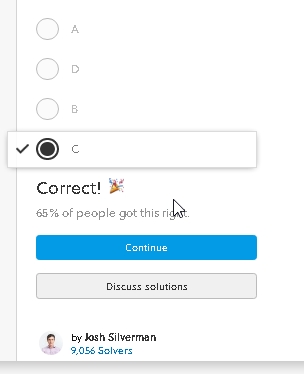 A
D
B
C
Correct! 🎉
65% of people got this right.
Continue
Discuss solutions
by Josh Silverman
9,056 Solvers